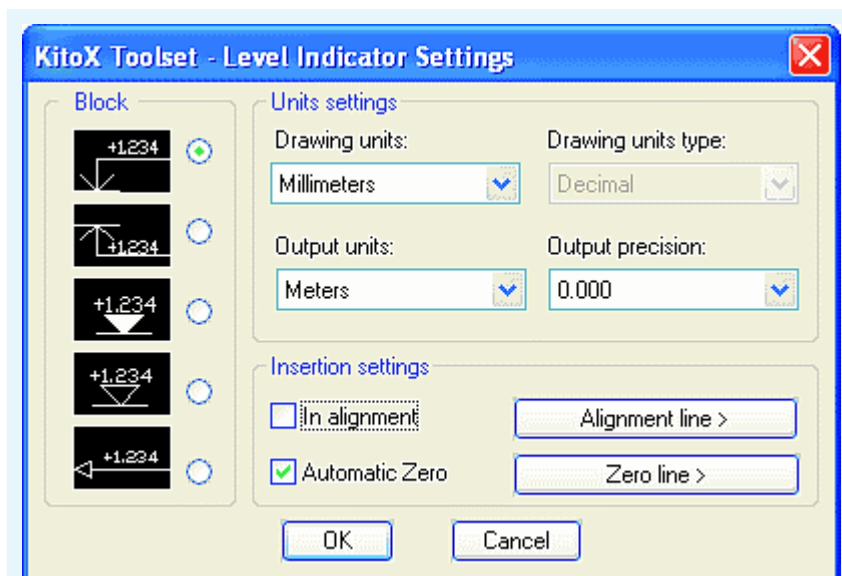 KitoX Toolset - Level Indicator Settings
Block
+1.234
+1.234
+1.234
+1.234
+1.234
Units settings
Drawing units:
Drawing units type:
Millimeters
Decimal
Output units:
Output precision:
Meters
0.000
Insertion settings
In alignment
Alignment line >
Automatic Zero
Zero line >
OK
Cancel